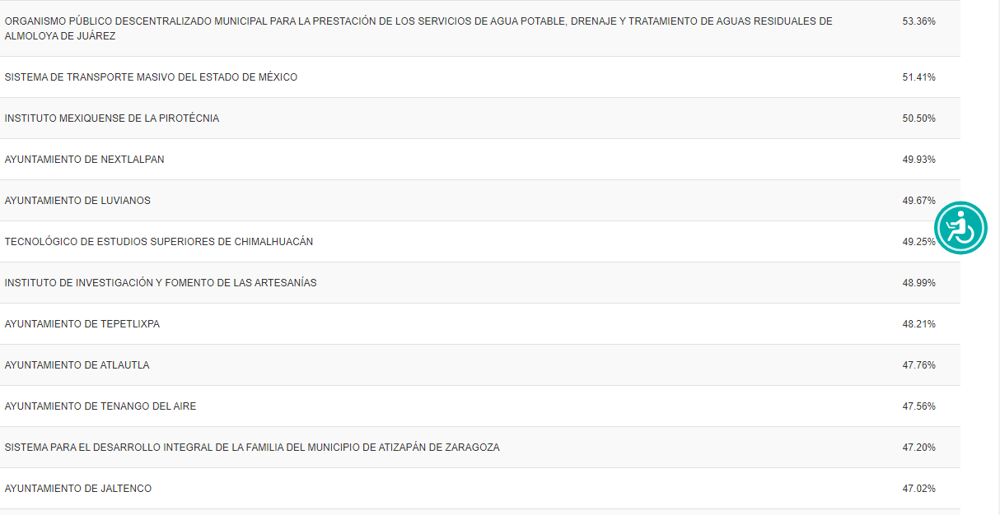 ORGANISMO PÚBLICO DESCENTRALIZADO MUNICIPAL PARA LA PRESTACIÓN DE LOS SERVICIOS DE AGUA POTABLE, DRENAJE Y TRATAMIENTO DE AGUAS RESIDUALES DE 53.36%
ALMOLOYA DE JUÁREZ
SISTEMA DE TRANSPORTE MASIVO DEL ESTADO DE MÉXICO 51.41%
INSTITUTO MEXIQUENSE DE LA PIROTÉCNIA 50.50%
AYUNTAMIENTO DE NEXTLALPAN 49.93%
AYUNTAMIENTO DE LUVIANOS 49.67%
TECNOLÓGICO DE ESTUDIOS SUPERIORES DE CHIMALHUACÁN 49.25%
INSTITUTO DE INVESTIGACIÓN Y FOMENTO DE LAS ARTESANÍAS 48.99%
AYUNTAMIENTO DE TEPETLIXPA 48.21%
AYUNTAMIENTO DE ATLAUTLA 47.76%
AYUNTAMIENTO DE TENANGO DEL AIRE 47.56%
SISTEMA PARA EL DESARROLLO INTEGRAL DE LA FAMILIA DEL MUNICIPIO DE ATIZAPÁN DE ZARAGOZA 47.20%
AYUNTAMIENTO DE JALTENCO 47.02%